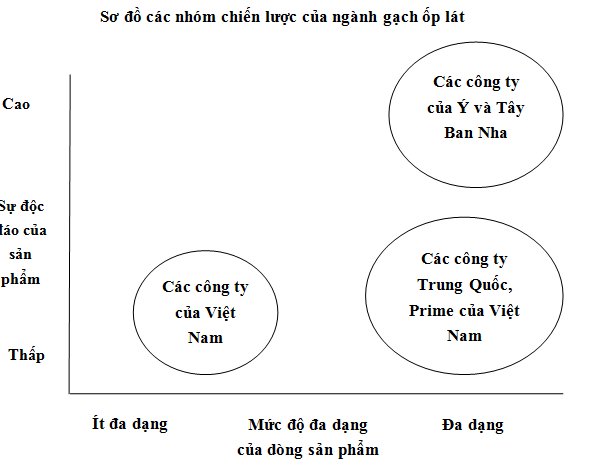 Sơ đồ các nhóm chiến lược của ngành gạch ốp lát
Cao
Sự độc
đáo của
sản
phẩm
Thấp
Các công ty
của Ý và Tây
Ban Nha
Các công ty
Trung Quốc,
Prime của Việt
Nam
Các công ty
của Việt
Nam
Ít đa dạng
Mức độ đa dạng
của dòng sản phẩm
Đa dạng